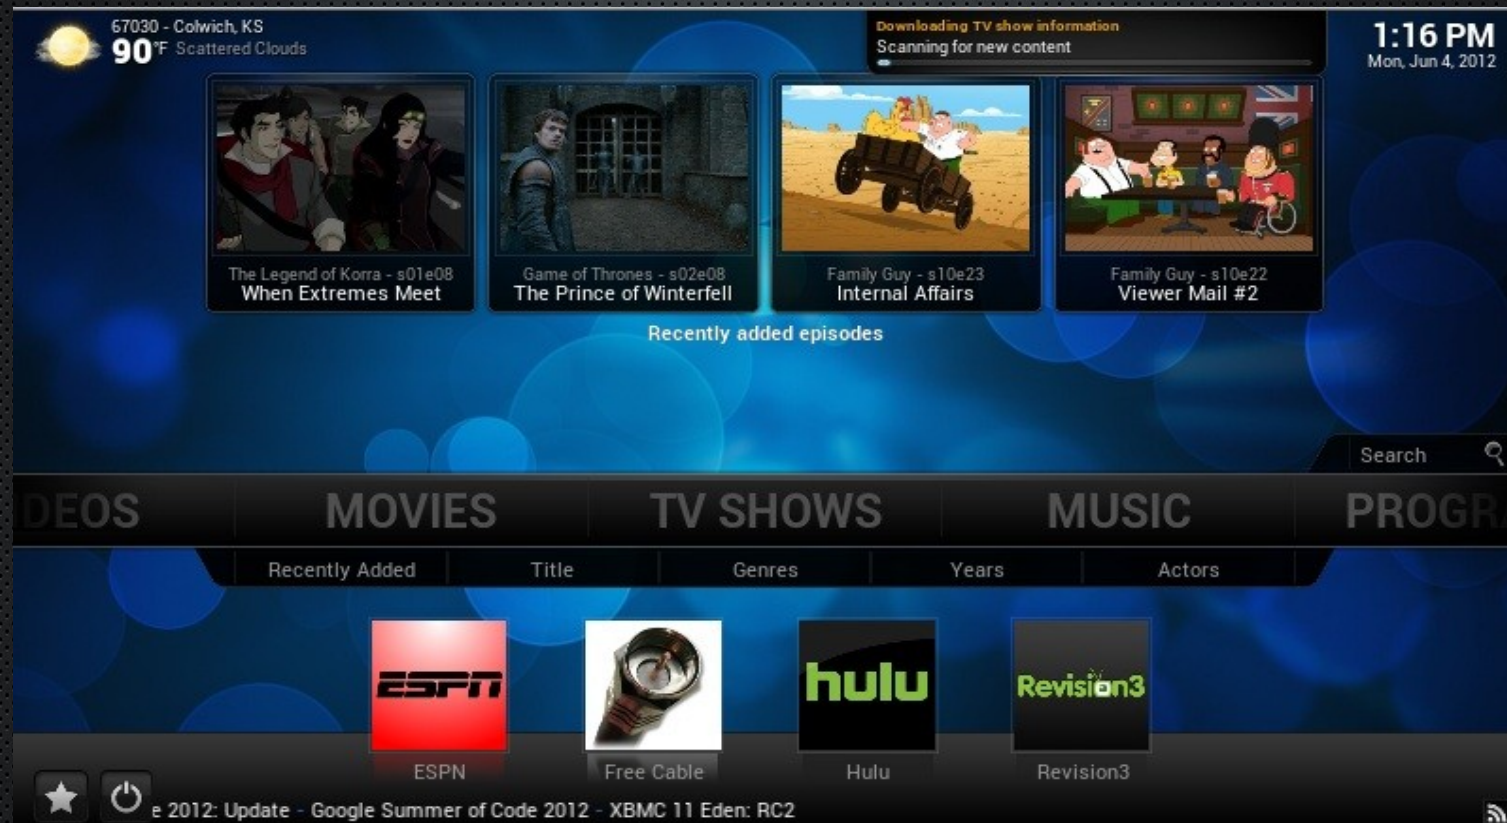 67030 - Colwich, KS
90°F Scattered Clouds
Downloading TV show information
Scanning for new content
1:16 PM
Mon, Jun 4, 2012
The Legend of Korra - s01e08
When Extremes Meet
Game of Thrones - s02e08
The Prince of Winterfell
Family Guy - s10e23
Internal Affairs
Family Guy - s10e22
Viewer Mail #2
Recently added episodes
Search
DEOS
MOVIES
TV SHOWS
MUSIC
PROGR
Recently Added
Title
Genres
Years
Actors
ESPN
hulu
Revision3
ESPN
Free Cable
Hulu
Revision3
e 2012: Update - Google Summer of Code 2012 - XBMC 11 Eden: RC2